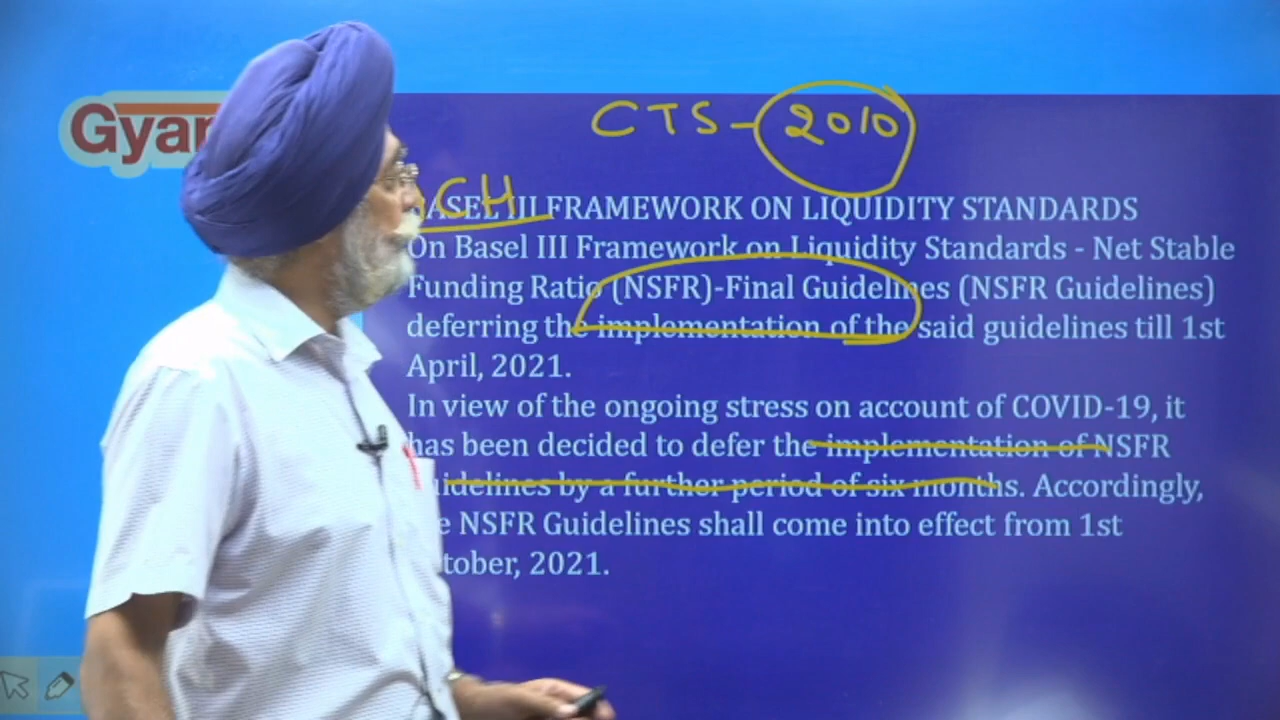 Gyan
CTS-2010
CH
BASEL III FRAMEWORK ON LIQUIDITY STANDARDS
On Basel III Framework on Liquidity Standards - Net Stable
Funding Ratio (NSFR)-Final Guidelines (NSFR Guidelines)
deferring the implementation of the said guidelines till 1st
April, 2021.
In view of the ongoing stress on account of COVID-19, it
has been decided to defer the implementation of NSFR
guidelines by a further period of six months. Accordingly,
the NSFR Guidelines shall come into effect from 1st
October, 2021.